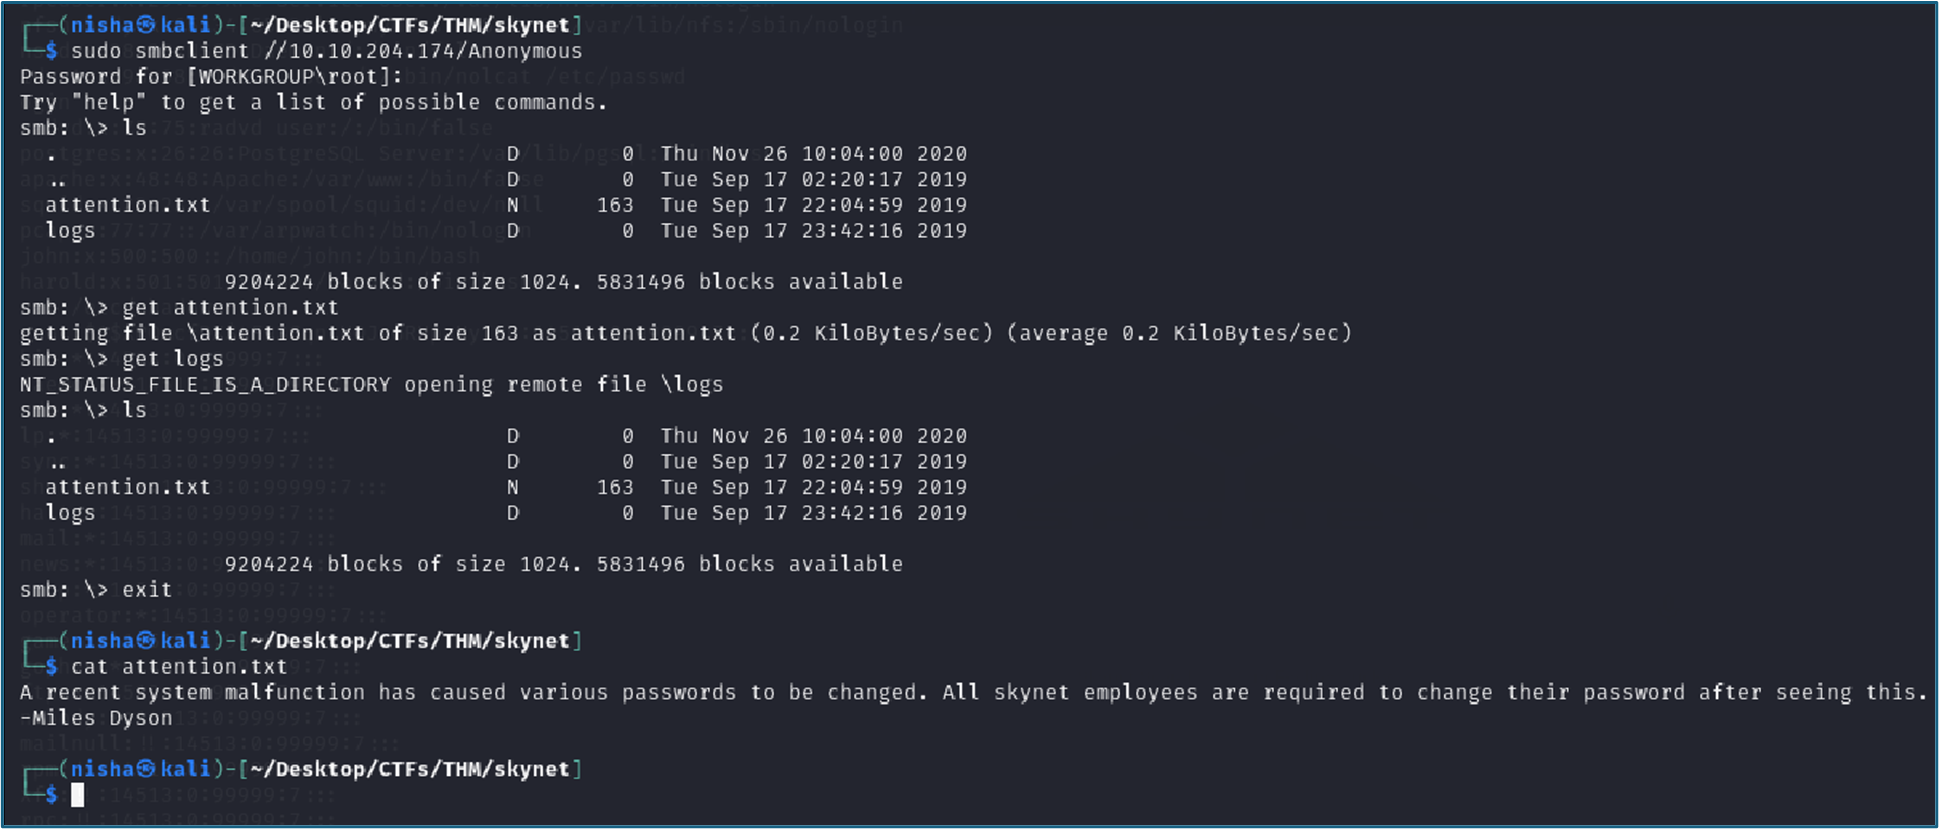 ┌──(nisha㉿kali)-[~/Desktop/CTFs/THM/skynet]
└─$ sudo smbclient //10.10.204.174/Anonymous
Password for [WORKGROUP\root]:
Try "help" to get a list of possible commands.
smb: \> ls
  .                                   D        0  Thu Nov 26 10:04:00 2020
  ..                                  D        0  Tue Sep 17 02:20:17 2019
  attention.txt                       N      163  Tue Sep 17 22:04:59 2019
  logs                                D        0  Tue Sep 17 23:42:16 2019
                9204224 blocks of size 1024. 5831496 blocks available
smb: \> get attention.txt
getting file \attention.txt of size 163 as attention.txt (0.2 KiloBytes/sec) (average 0.2 KiloBytes/sec)
smb: \> get logs
NT_STATUS_FILE_IS_A_DIRECTORY opening remote file \logs
smb: \> ls
  .                                   D        0  Thu Nov 26 10:04:00 2020
  ..                                  D        0  Tue Sep 17 02:20:17 2019
  attention.txt                       N      163  Tue Sep 17 22:04:59 2019
  logs                                D        0  Tue Sep 17 23:42:16 2019
                9204224 blocks of size 1024. 5831496 blocks available
smb: \> exit
┌──(nisha㉿kali)-[~/Desktop/CTFs/THM/skynet]
└─$ cat attention.txt
A recent system malfunction has caused various passwords to be changed. All skynet employees are required to change their password after seeing this.
-Miles Dyson
┌──(nisha㉿kali)-[~/Desktop/CTFs/THM/skynet]
└─$